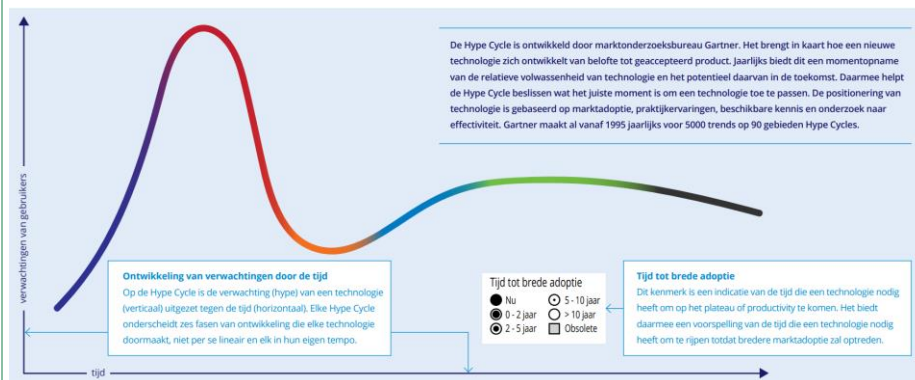 De Hype Cycle is ontwikkeld door marktonderzoeksbureau Gartner. Het brengt in kaart hoe een nieuwe
technologie zich ontwikkelt van belofte tot geaccepteerd product. Jaarlijks biedt dit een momentopname
van de relatieve volwassenheid van technologie en het potentieel daarvan in de toekomst. Daarmee helpt
de Hype Cycle beslissen wat het juiste moment is om een technologie toe te passen. De positionering van
technologie is gebaseerd op marktadoptie, praktijkervaringen, beschikbare kennis en onderzoek naar
effectiviteit. Gartner maakt al vanaf 1995 jaarlijks voor 5000 trends op 90 gebieden Hype Cycles.
verwachtingen van gebruikers
Ontwikkeling van verwachtingen door de tijd
Op de Hype Cycle is de verwachting (hype) van een technologie
(verticaal) uitgezet tegen de tijd (horizontaal). Elke Hype Cycle
onderscheidt zes fasen van ontwikkeling die elke technologie
doormaakt, niet per se lineair en elk in hun eigen tempo.
Tijd tot brede adoptie
Nu
0 - 2 jaar
2 - 5 jaar
5 - 10 jaar
> 10 jaar
Obsolete
Tijd tot brede adoptie
Dit kenmerk is een indicatie van de tijd die een technologie nodig
heeft om op het plateau of productivity te komen. Het biedt
daarmee een voorspelling van de tijd die een technologie nodig
heeft om te rijpen totdat bredere marktadoptie zal optreden.
tijd